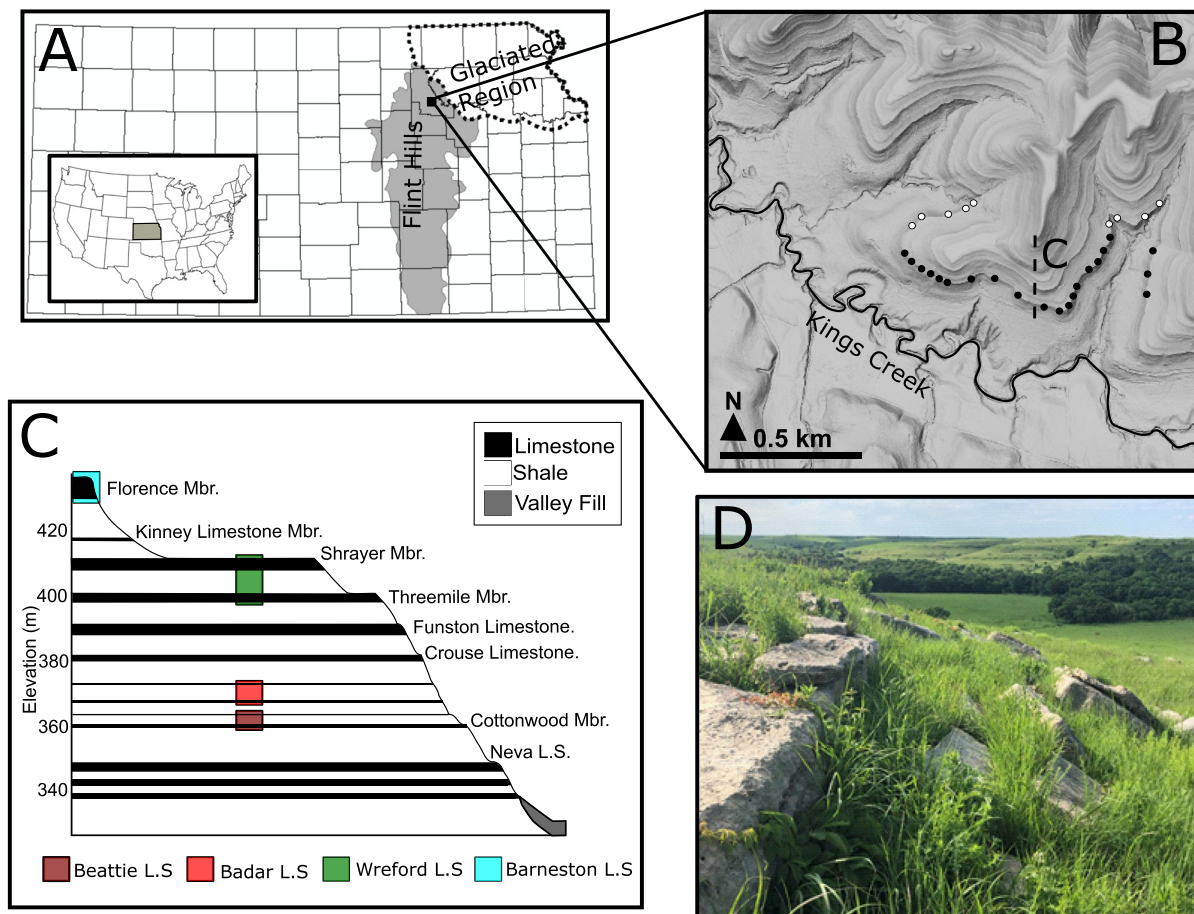 A
Glaciated
Region
Flint Hills
B
C
Kings Creek
N
0.5 km
C
Limestone
Shale
Valley Fill
Florence Mbr.
Kinney Limestone Mbr.
Shrayer Mbr.
Threemile Mbr.
Funston Limestone.
Crouse Limestone.
Cottonwood Mbr.
Neva L.S.
Elevation (m)
420
400
380
360
340
Beattie L.S
Badar L.S
Wreford L.S
Barneston L.S
D